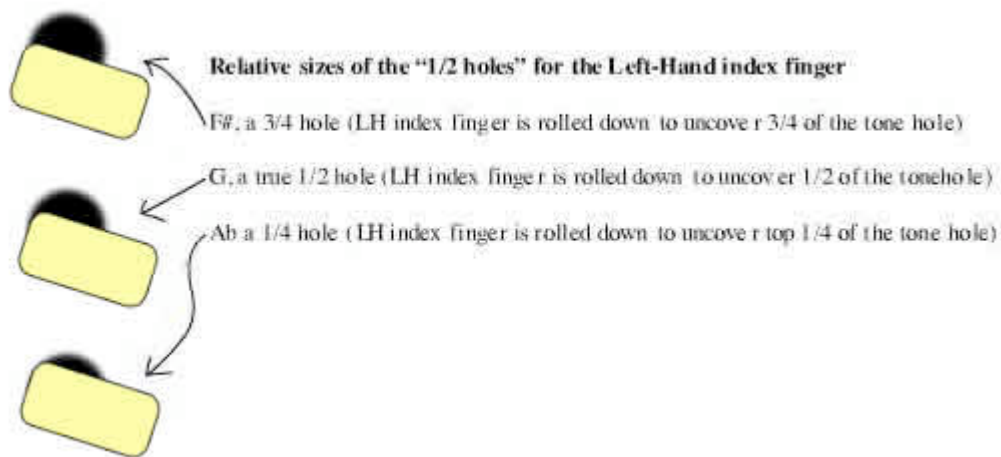 Relative sizes of the “1/2 holes” for the Left-Hand index finger
F#, a 3/4 hole (LH index finger is rolled down to uncover 3/4 of the tone hole)
G, a true 1/2 hole (LH index finger is rolled down to uncover 1/2 of the tonehole)
Ab a 1/4 hole (LH index finger is rolled down to uncover top 1/4 of the tone hole)